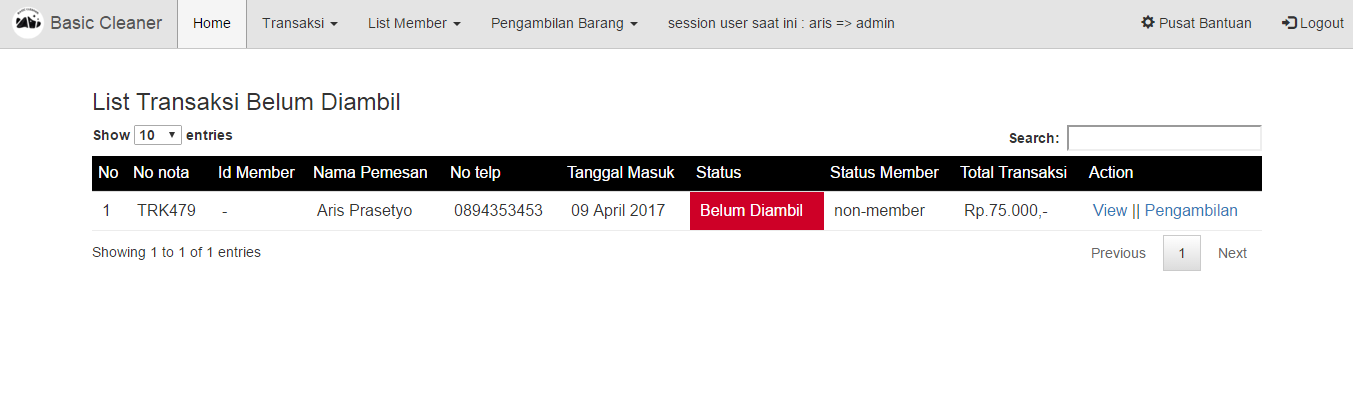 Basic Cleaner Home Transaksi List Member Pengambilan Barang session user saat ini : aris => admin Pusat Bantuan Logout
List Transaksi Belum Diambil
Show 10 entries Search:
No No nota Id Member Nama Pemesan No telp Tanggal Masuk Status Status Member Total Transaksi Action
1 TRK479 - Aris Prasetyo 0894353453 09 April 2017 Belum Diambil non-member Rp.75.000,- View || Pengambilan
Showing 1 to 1 of 1 entries Previous 1 Next